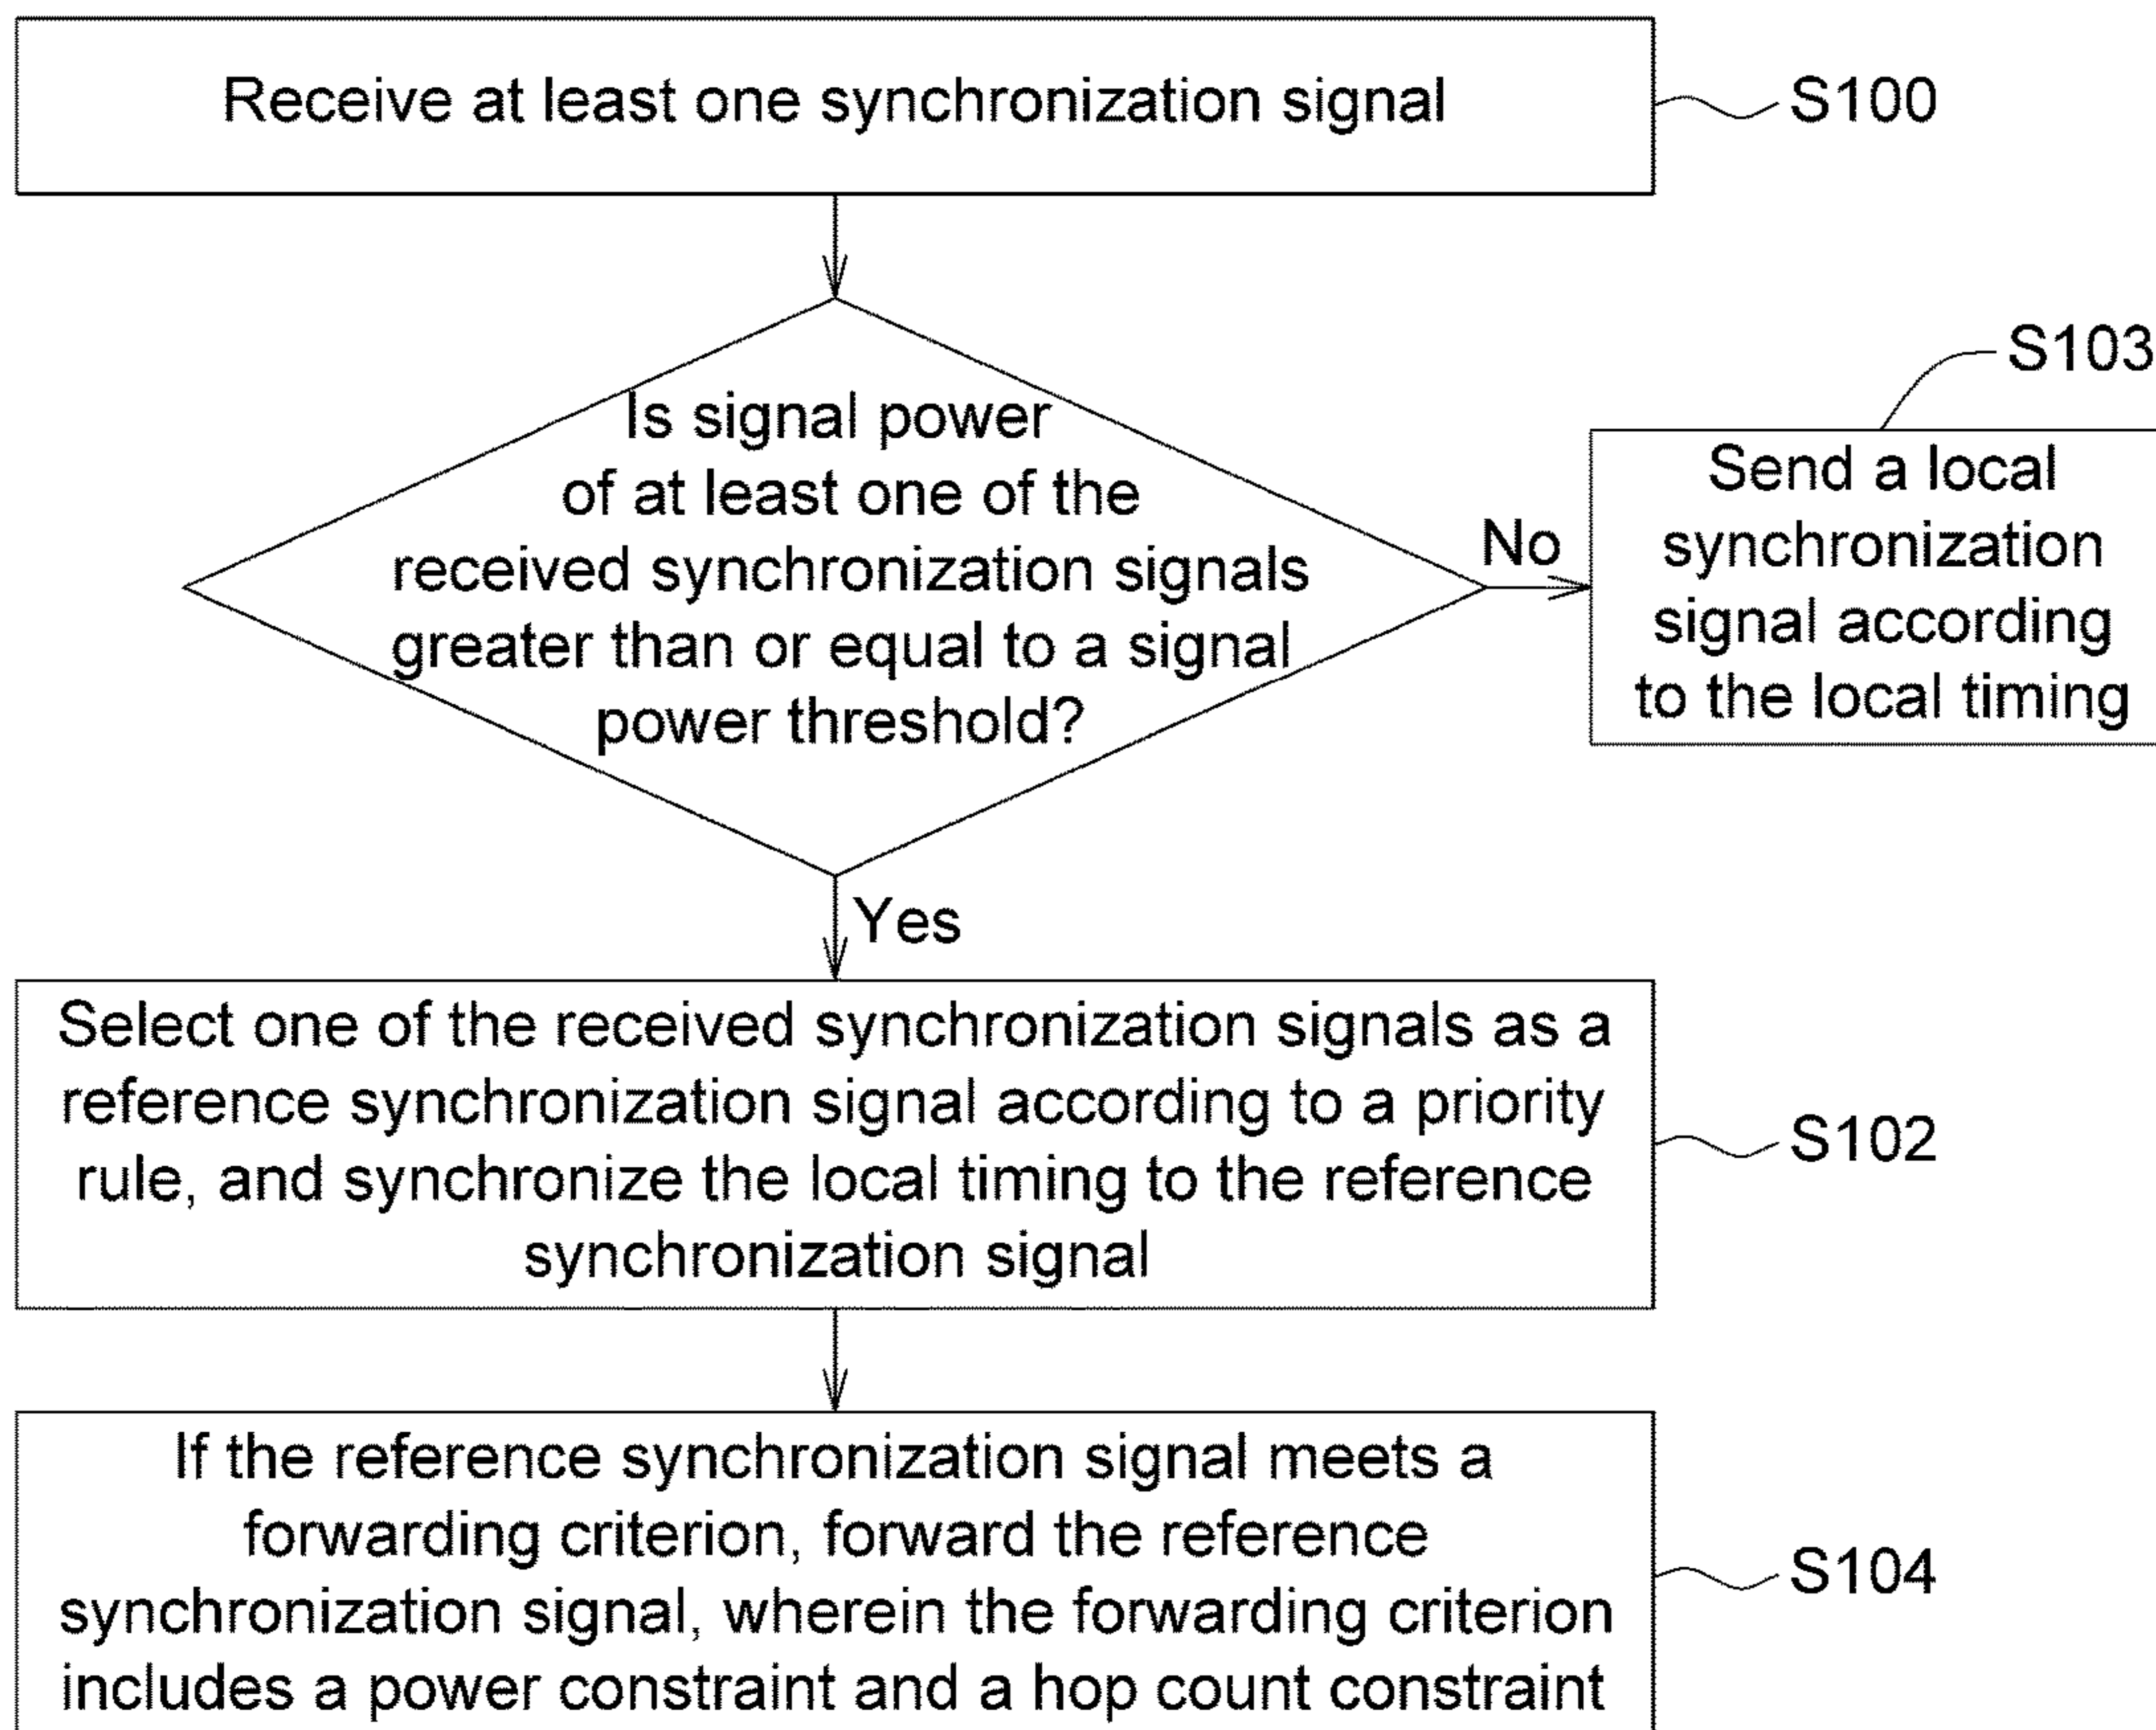 Receive at least one synchronization signal
S100
Is signal power
of at least one of the
received synchronization signals
greater than or equal to a signal
power threshold?
No
S103
Send a local
synchronization
signal according
to the local timing
Yes
Select one of the received synchronization signals as a
reference synchronization signal according to a priority
rule, and synchronize the local timing to the reference
synchronization signal
S102
If the reference synchronization signal meets a
forwarding criterion, forward the reference
synchronization signal, wherein the forwarding criterion
includes a power constraint and a hop count constraint
S104